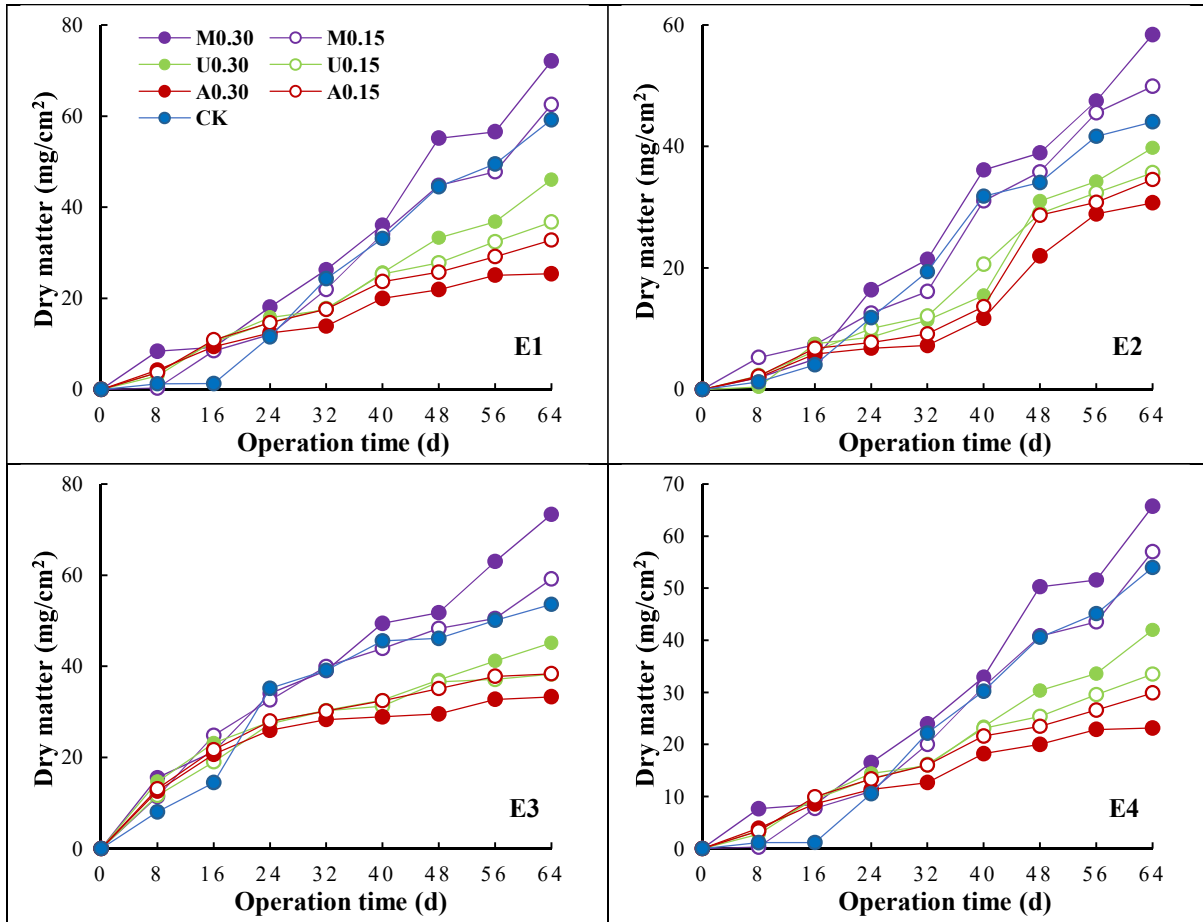 Dry matter (mg/cm²)
80
60
40
20
0
M0.30 M0.15
U0.30 U0.15
A0.30 A0.15
CK
E1
0 8 16 24 32 40 48 56 64
Operation time (d)
Dry matter (mg/cm²)
60
40
20
0
E2
0 8 16 24 32 40 48 56 64
Operation time (d)
Dry matter (mg/cm²)
80
60
40
20
0
E3
0 8 16 24 32 40 48 56 64
Operation time (d)
Dry matter (mg/cm²)
70
60
50
40
30
20
10
0
E4
0 8 16 24 32 40 48 56 64
Operation time (d)